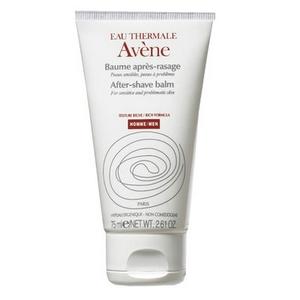 EAU THERMALE
Avène
Baume après-rasage
Peaux sensibles, peaux à problèmes
After-shave balm
For sensitive and problematic skin
TEXTURE RICHE / RICH FORMULA
HOMME/MEN
PARIS
HYPOALLERGÉNIQUE - NON COMÉDOGÈNE
75 ml e NET WT. 2.61 OZ.